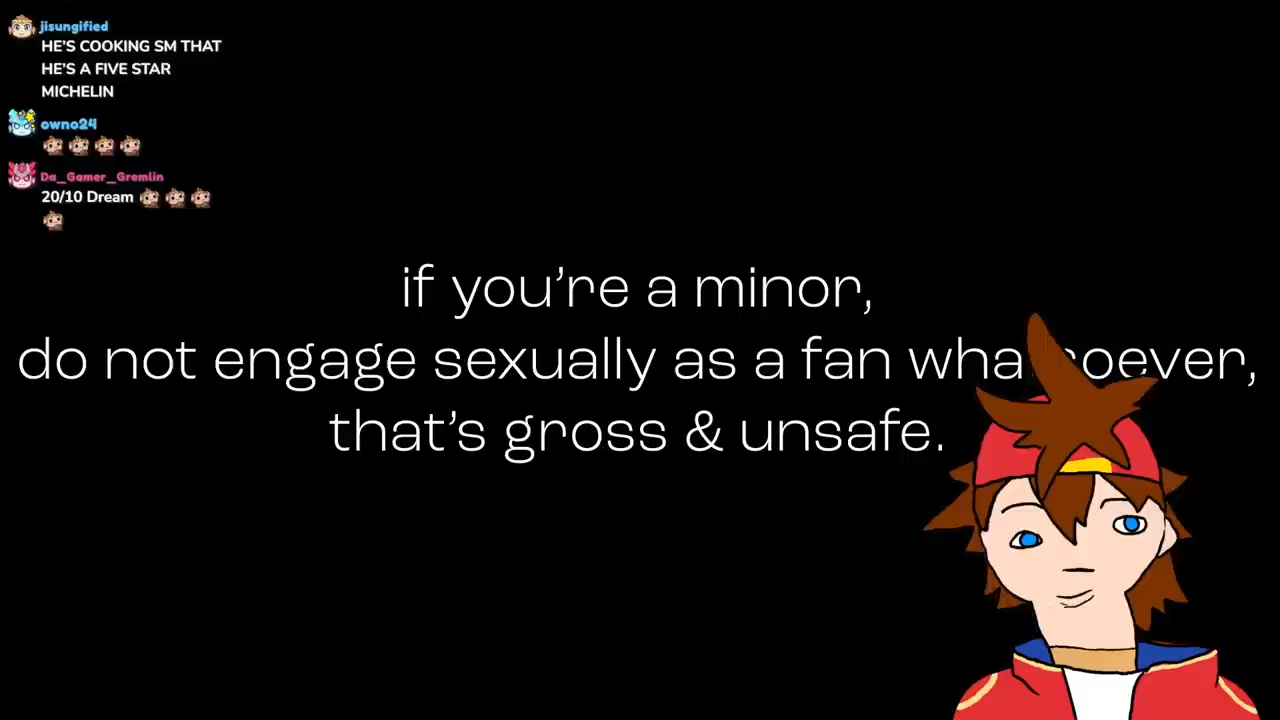 jisungified
HE'S COOKING SM THAT
HE'S A FIVE STAR
MICHELIN
owno24
Da_Gamer_Gremlin
20/10 Dream
if you're a minor,
do not engage sexually as a fan whatsoever,
that's gross & unsafe.